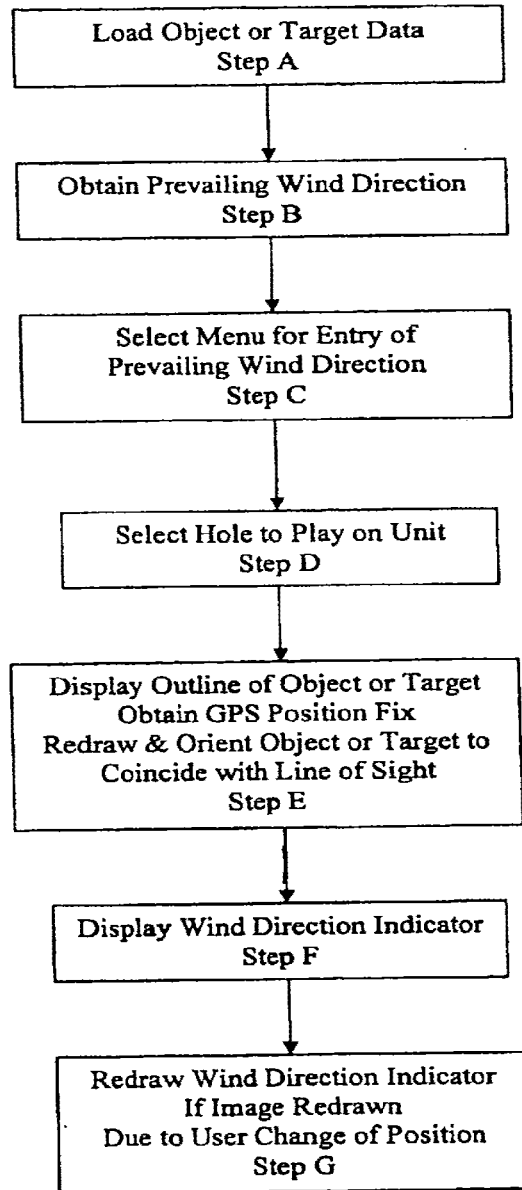 Load Object or Target Data
Step A
Obtain Prevailing Wind Direction
Step B
Select Menu for Entry of
Prevailing Wind Direction
Step C
Select Hole to Play on Unit
Step D
Display Outline of Object or Target
Obtain GPS Position Fix
Redraw & Orient Object or Target to
Coincide with Line of Sight
Step E
Display Wind Direction Indicator
Step F
Redraw Wind Direction Indicator
If Image Redrawn
Due to User Change of Position
Step G